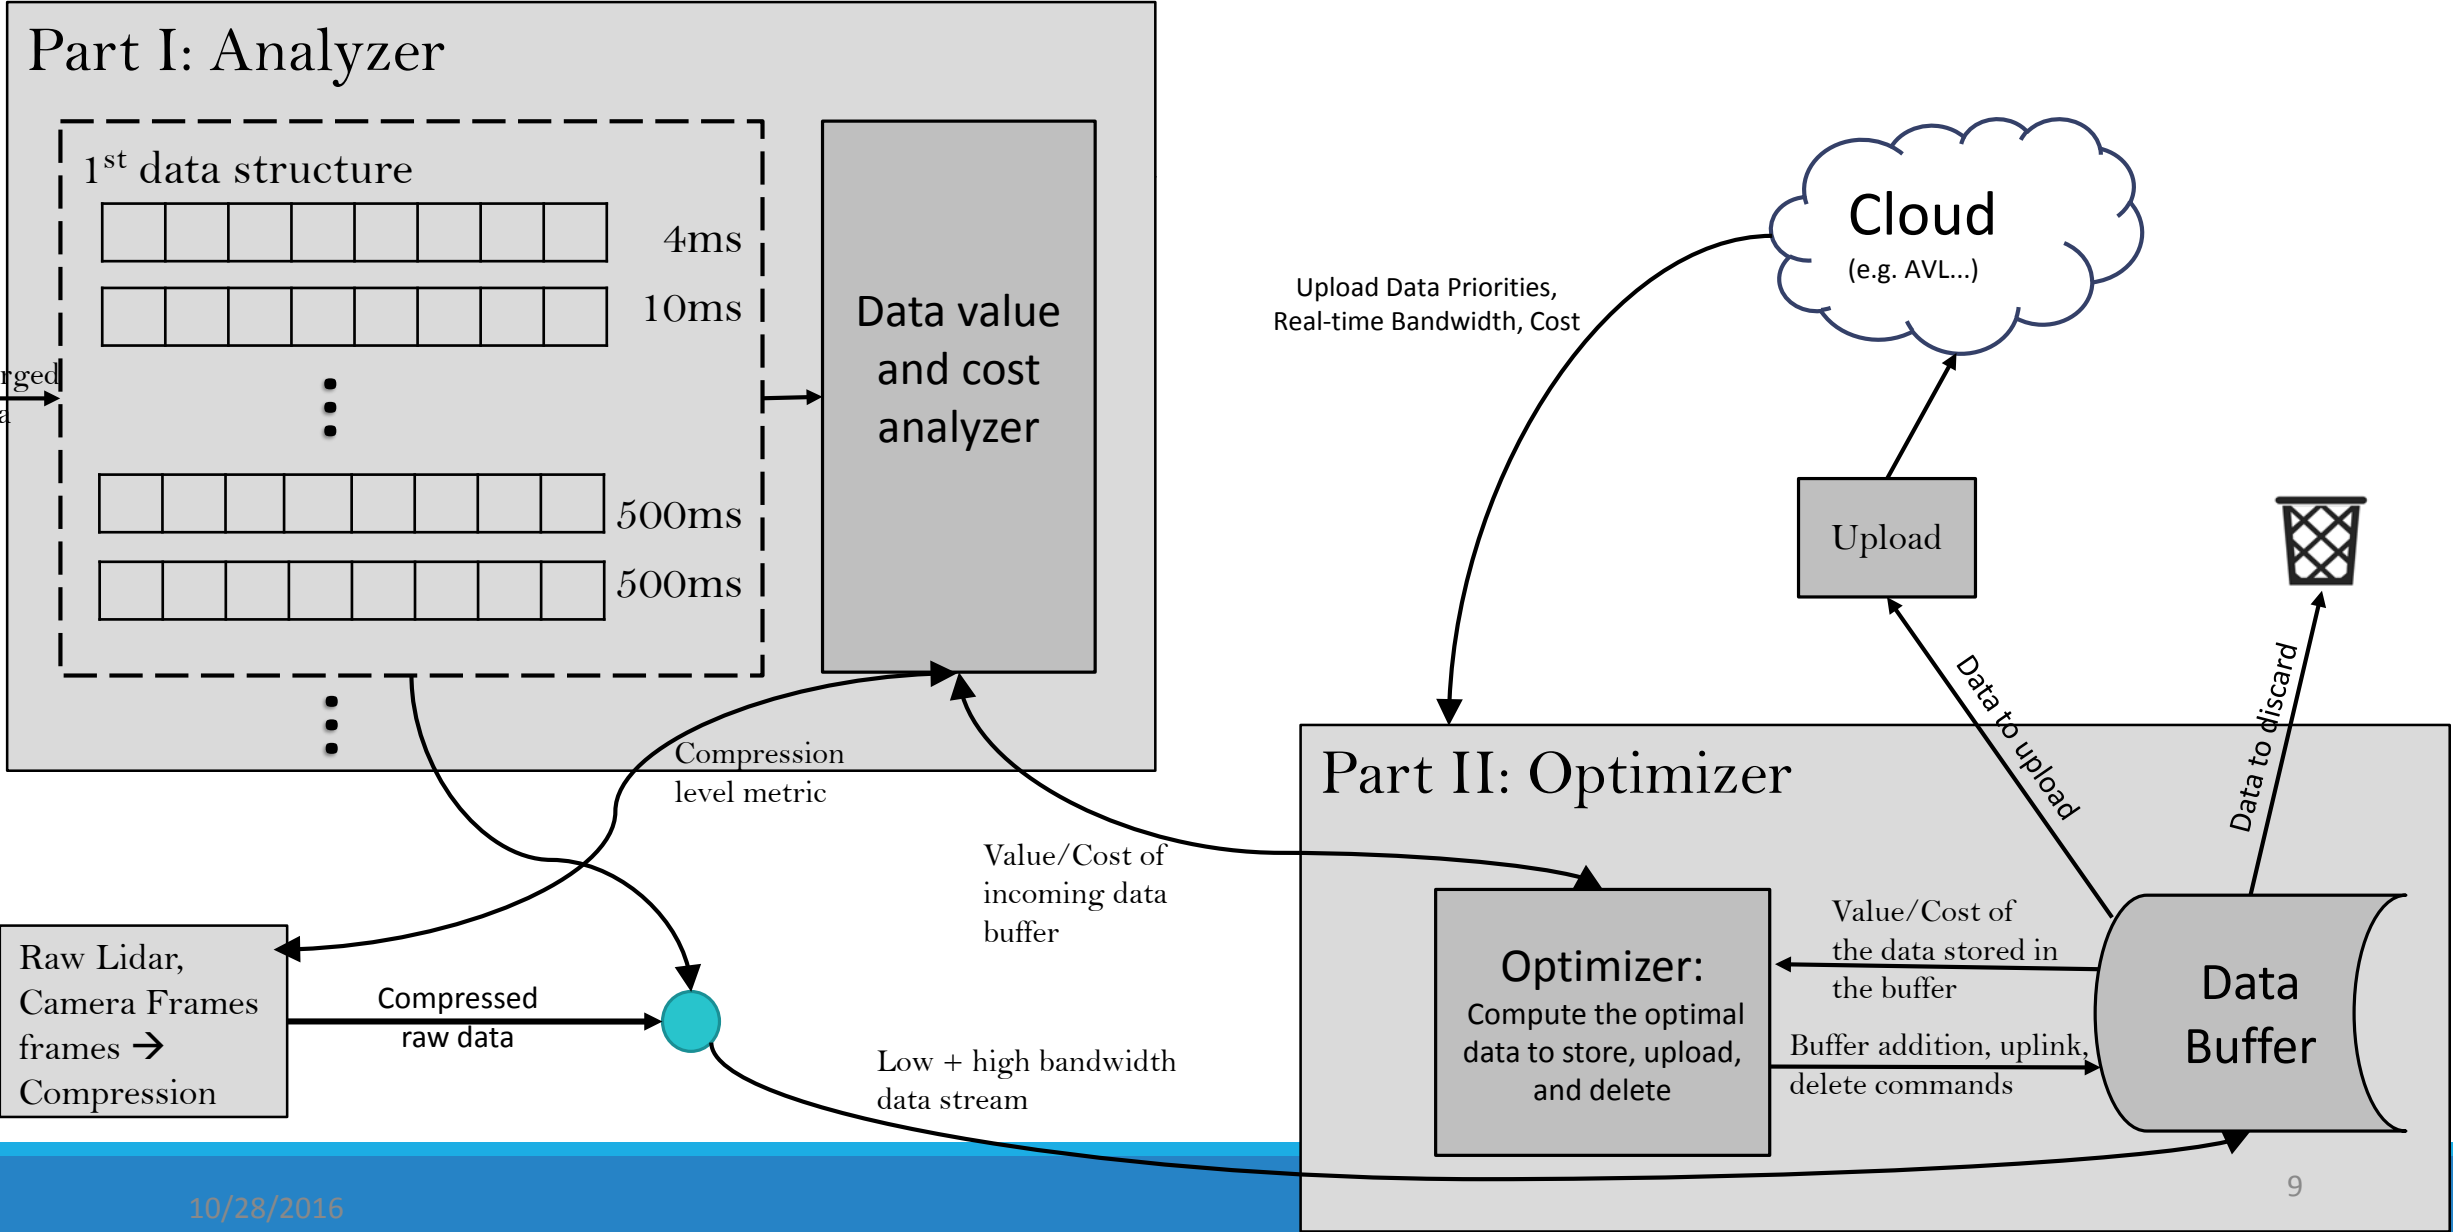 Part I: Analyzer
1st data structure
4ms
10ms
500ms
500ms
Data value
and cost
analyzer
Compression
level metric
Value/Cost of
incoming data
buffer
Raw Lidar,
Camera Frames
frames →
Compression
Compressed
raw data
Low + high bandwidth
data stream
Upload Data Priorities,
Real-time Bandwidth, Cost
Cloud
(e.g. AVL...)
Upload
Data to upload
Data to discard
Part II: Optimizer
Optimizer:
Compute the optimal
data to store, upload,
and delete
Value/Cost of
the data stored in
the buffer
Buffer addition, uplink,
delete commands
Data
Buffer
10/28/2016
9